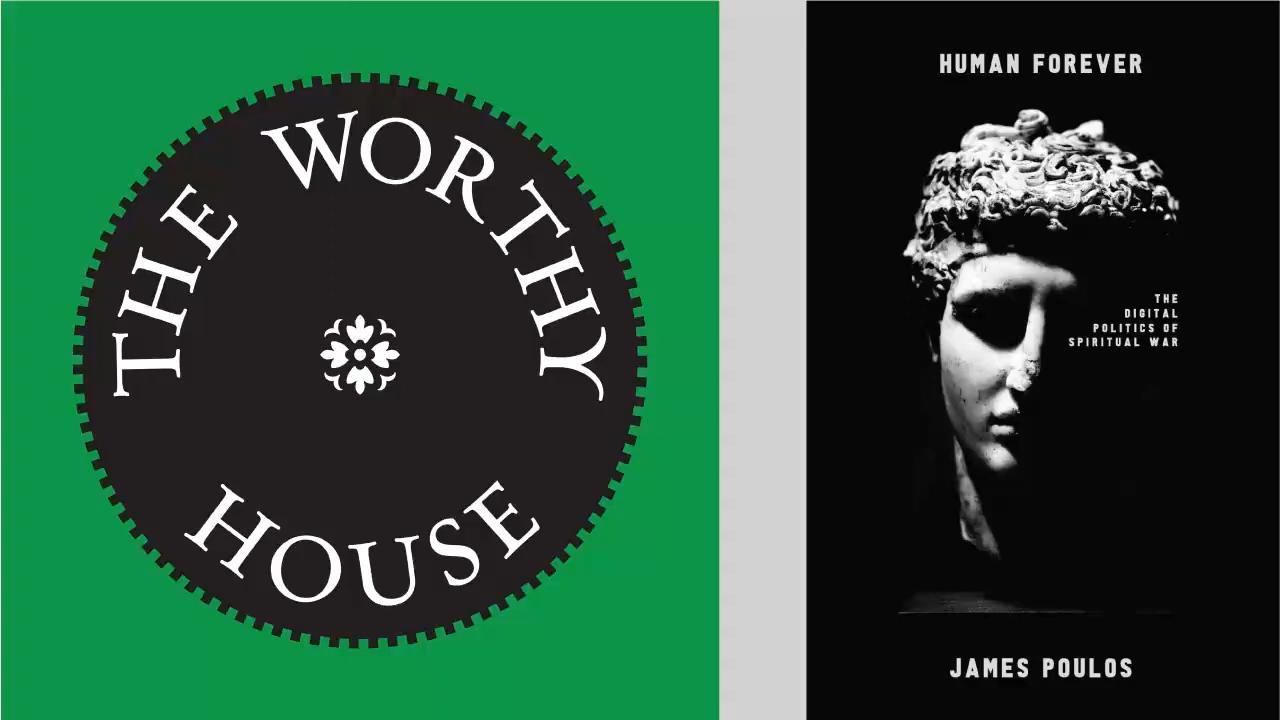 THE WORTHY
HOUSE
HUMAN FOREVER
THE
DIGITAL
POLITICS OF
SPIRITUAL WAR
JAMES POULOS